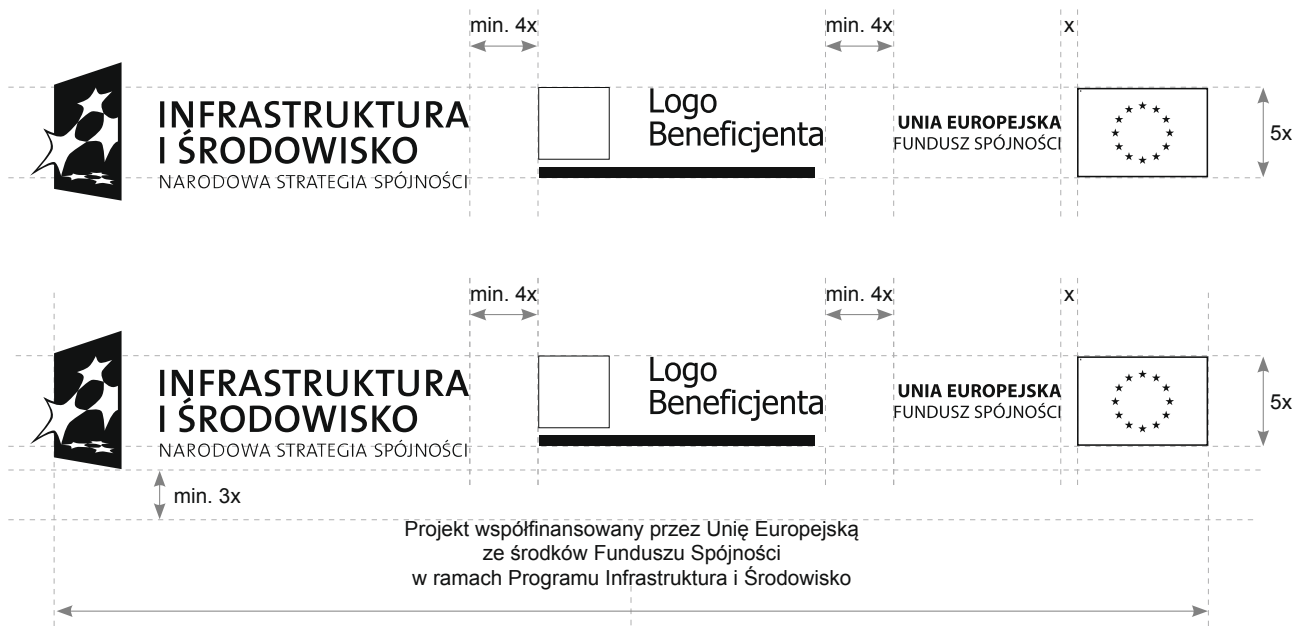 min. 4x
min. 4x
x
INFRASTRUKTURA
I ŚRODOWISKO
NARODOWA STRATEGIA SPÓJNOŚCI
Logo
Beneficjenta
UNIA EUROPEJSKA
FUNDUSZ SPÓJNOŚCI
5x
min. 4x
min. 4x
x
INFRASTRUKTURA
I ŚRODOWISKO
NARODOWA STRATEGIA SPÓJNOŚCI
Logo
Beneficjenta
UNIA EUROPEJSKA
FUNDUSZ SPÓJNOŚCI
5x
min. 3x
Projekt współfinansowany przez Unię Europejską
ze środków Funduszu Spójności
w ramach Programu Infrastruktura i Środowisko